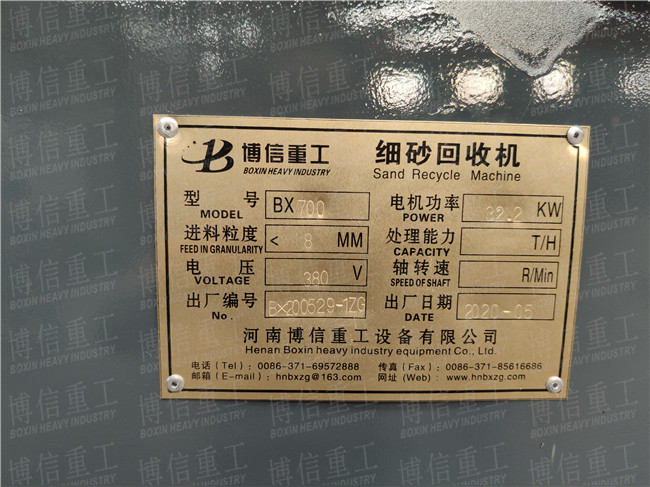 博信重工
BOXIN HEAVY INDUSTRY
细砂回收机
Sand Recycle Machine
型 号 MODEL BX700
电机功率 POWER 32.2 KW
进料粒度 FEED IN GRANULARITY < 8 MM
处理能力 CAPACITY T/H
电 压 VOLTAGE 380 V
轴转速 SPEED OF SHAFT R/Min
出厂编号 No. BX200529-1ZG
出厂日期 DATE 2020-05
河南博信重工设备有限公司
Henan Boxin heavy industry equipment Co., Ltd.
电话（Tel）: 0086-371-69572888 传真（Fax）: 0086-371-85616686
邮箱（E-mail）: hnbxzg@163.com 网址（Web）: www.hnbxzg.com